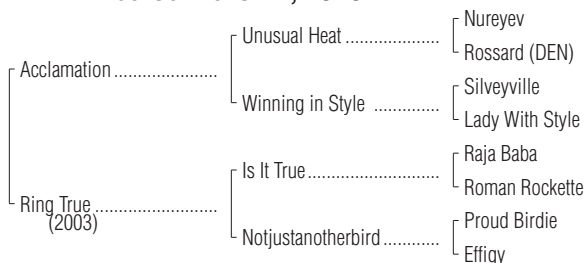 Nureyev
Unusual Heat
Rossard (DEN)
Acclamation
Silveyville
Winning in Style
Lady With Style
Raja Baba
Is It True
Roman Rockette
Ring True
(2003)
Proud Birdie
Notjustanotherbird
Effigy